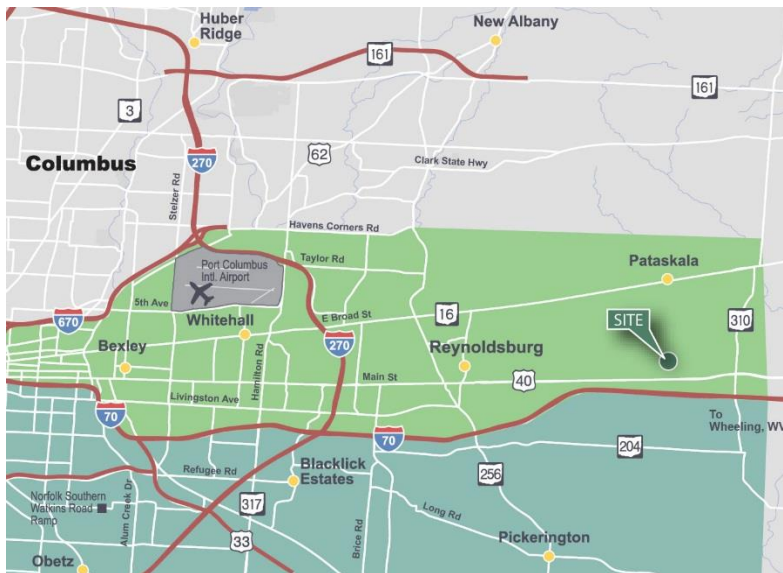 Huber
Ridge
New Albany
161
161
3
62
270
Clark State Hwy
Columbus
Stelzer Rd
Havens Corners Rd
Taylor Rd
Port Columbus
Intl. Airport
Pataskala
5th Ave
E Broad St
16
SITE
310
670
Whitehall
270
Bexley
Hamilton Rd
Reynoldsburg
Main St
40
Livingston Ave
70
70
To
Wheeling, WV
204
Refugee Rd
Blacklick
Estates
256
Norfolk Southern
Watkins Road
Ramp
Alum Creek Dr
317
Long Rd
Brice Rd
33
Pickerington
Obetz